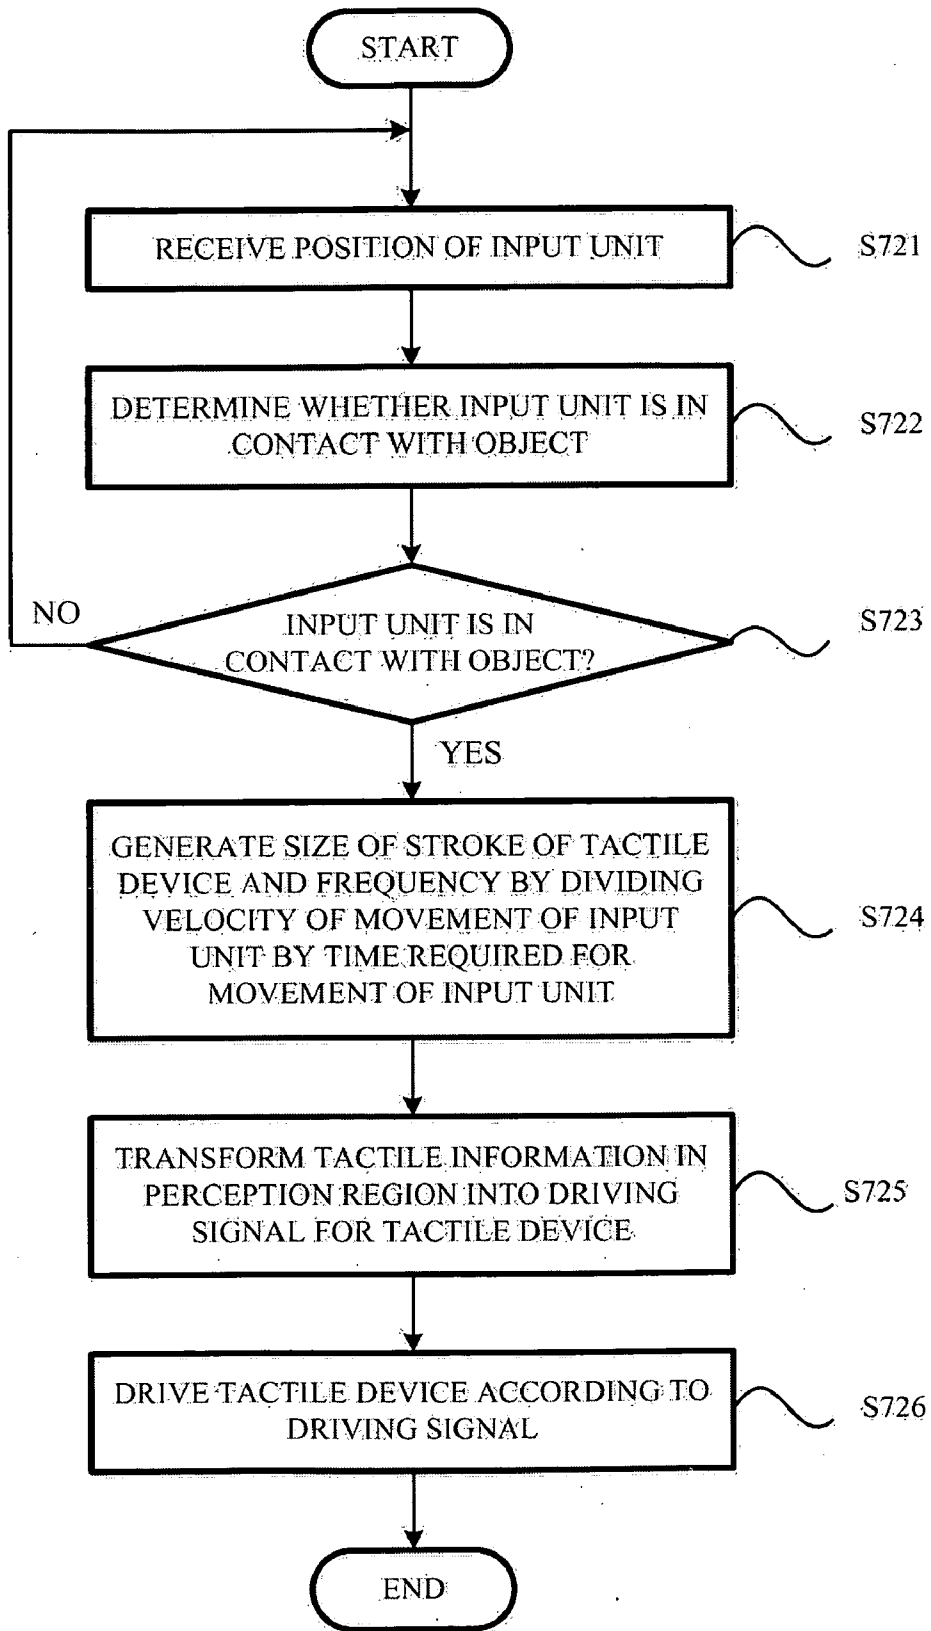 START
RECEIVE POSITION OF INPUT UNIT
S721
DETERMINE WHETHER INPUT UNIT IS IN
CONTACT WITH OBJECT
S722
INPUT UNIT IS IN
CONTACT WITH OBJECT?
S723
NO
YES
GENERATE SIZE OF STROKE OF TACTILE
DEVICE AND FREQUENCY BY DIVIDING
VELOCITY OF MOVEMENT OF INPUT
UNIT BY TIME REQUIRED FOR
MOVEMENT OF INPUT UNIT
S724
TRANSFORM TACTILE INFORMATION IN
PERCEPTION REGION INTO DRIVING
SIGNAL FOR TACTILE DEVICE
S725
DRIVE TACTILE DEVICE ACCORDING TO
DRIVING SIGNAL
S726
END